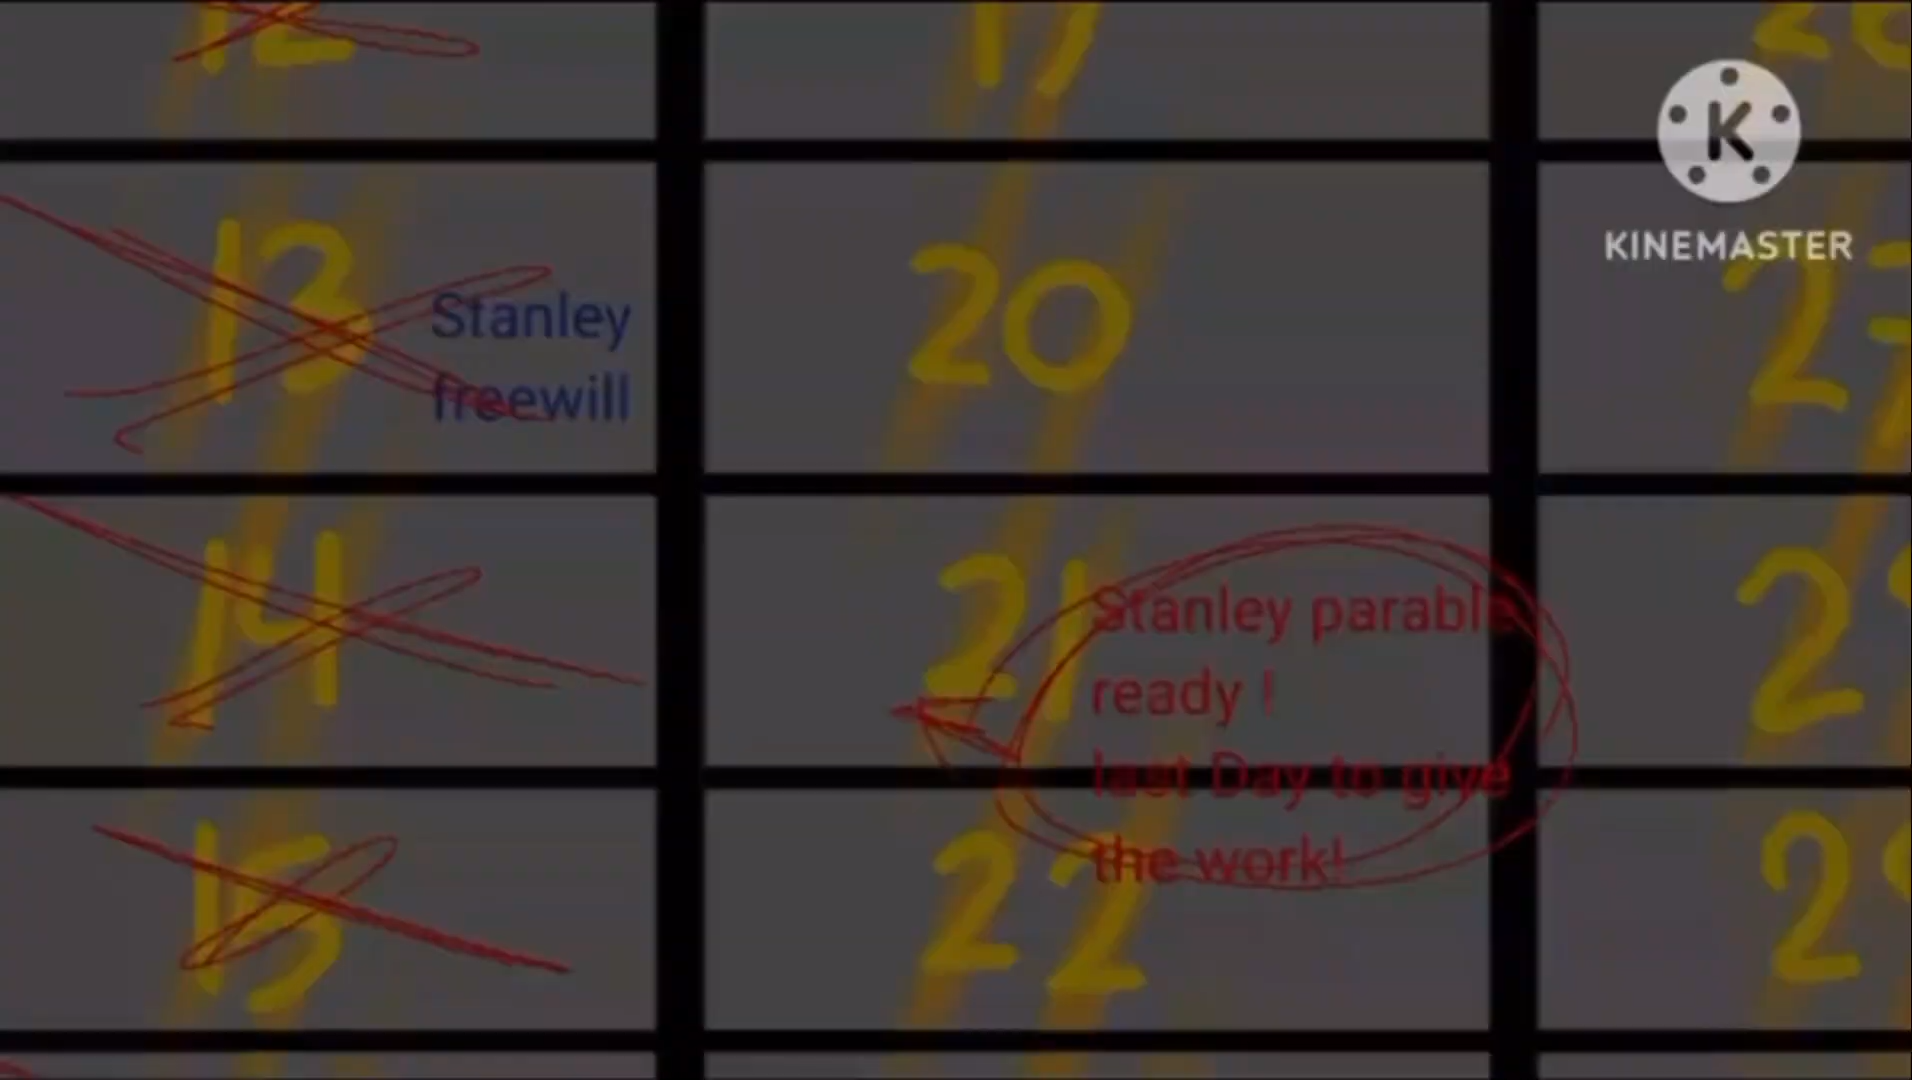 12
13
Stanley
freewill
14
15
17
20
21
Stanley parable
ready !
last Day to give
the work!
22
KINEMASTER